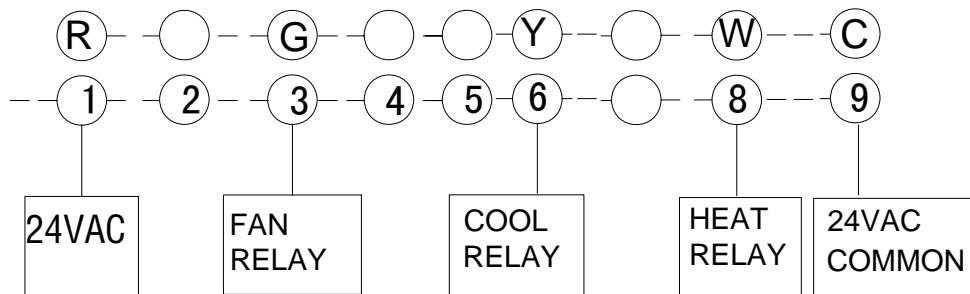 R G Y W C
1 2 3 4 5 6 8 9
24VAC
FAN
RELAY
COOL
RELAY
HEAT
RELAY
24VAC
COMMON